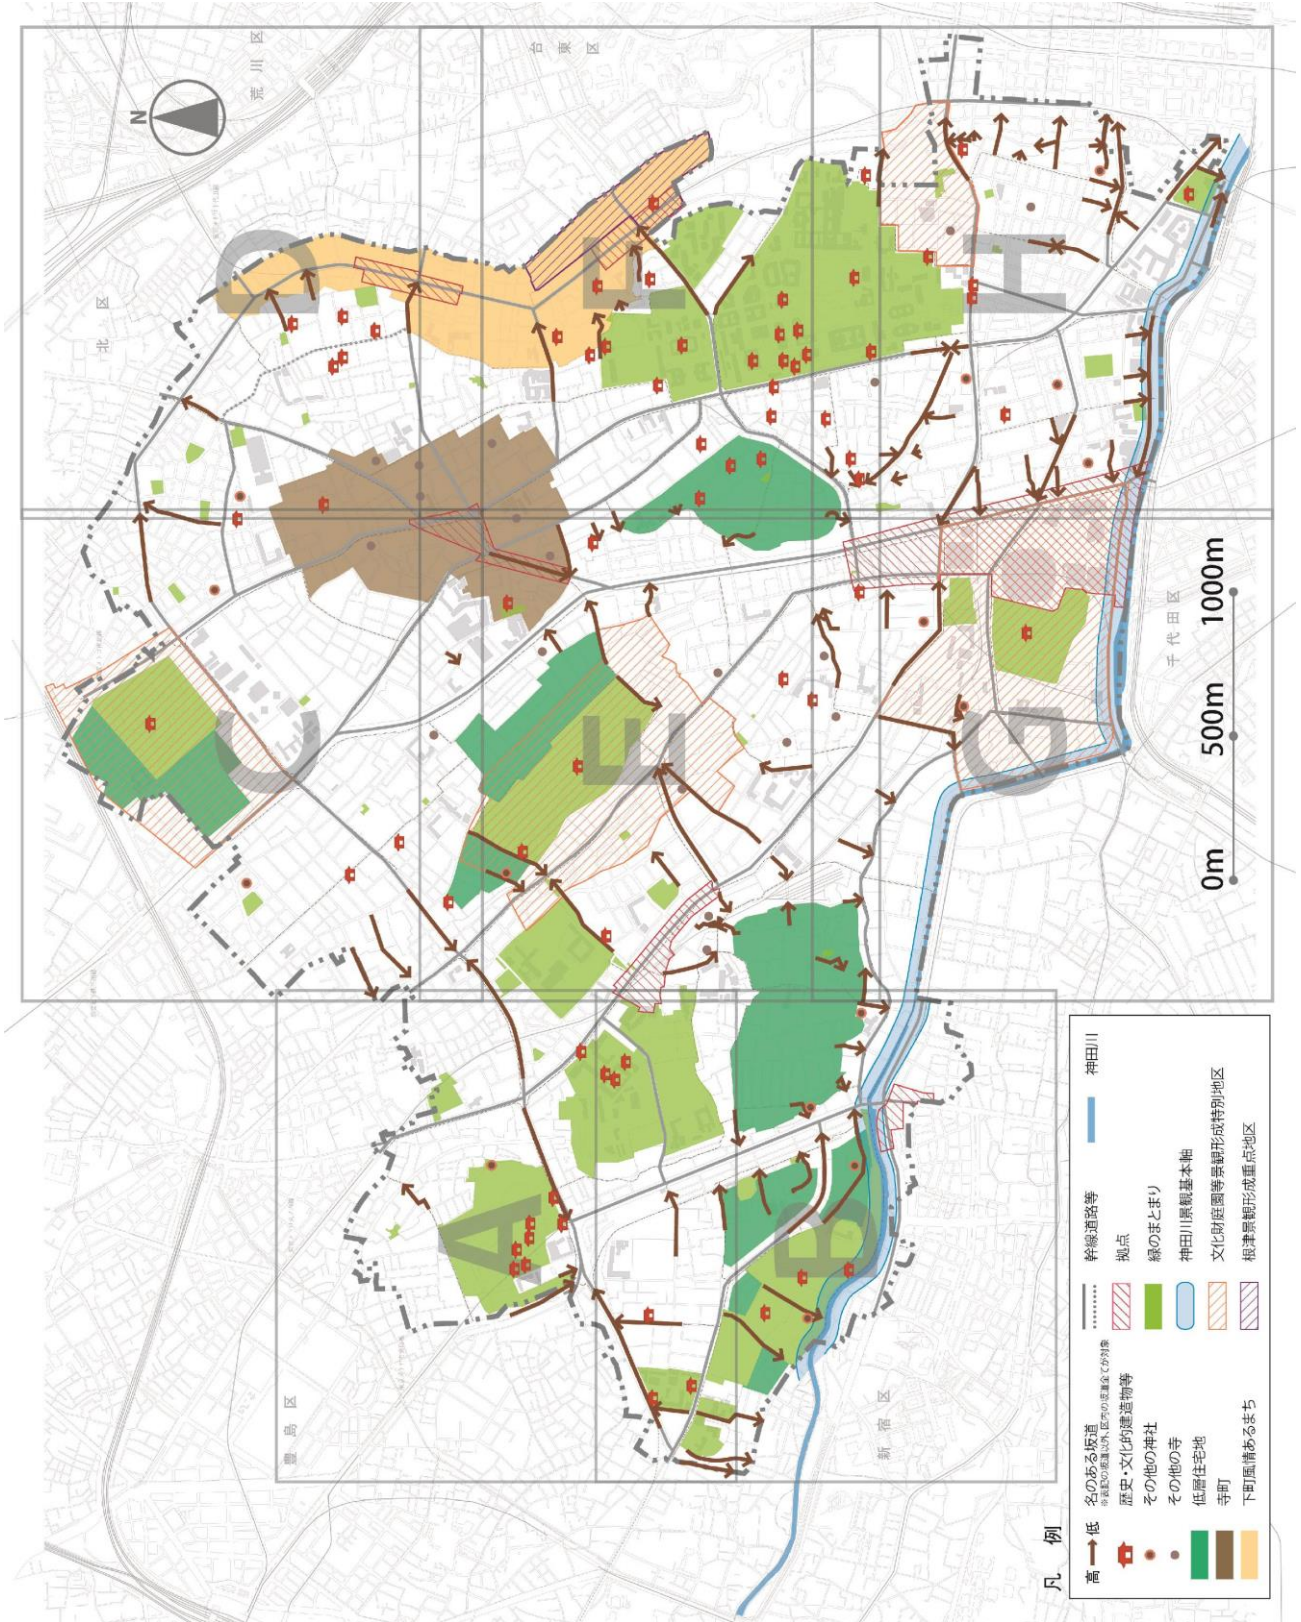 荒川区
台東区
北区
N
D
F
H
C
E
G
A
B
千代田区
豊島区
新宿区
0m 500m 1000m
凡 例
高 低 名のある坂道
※表記の坂道以外、区内の坂道全てが対象
歴史・文化的建造物等
その他の神社
その他の寺
低層住宅地
寺町
下町風情あるまち
幹線道路等
拠点
緑のまとまり
神田川景観基本軸
文化財庭園等景観形成特別地区
根津景観形成重点地区
神田川